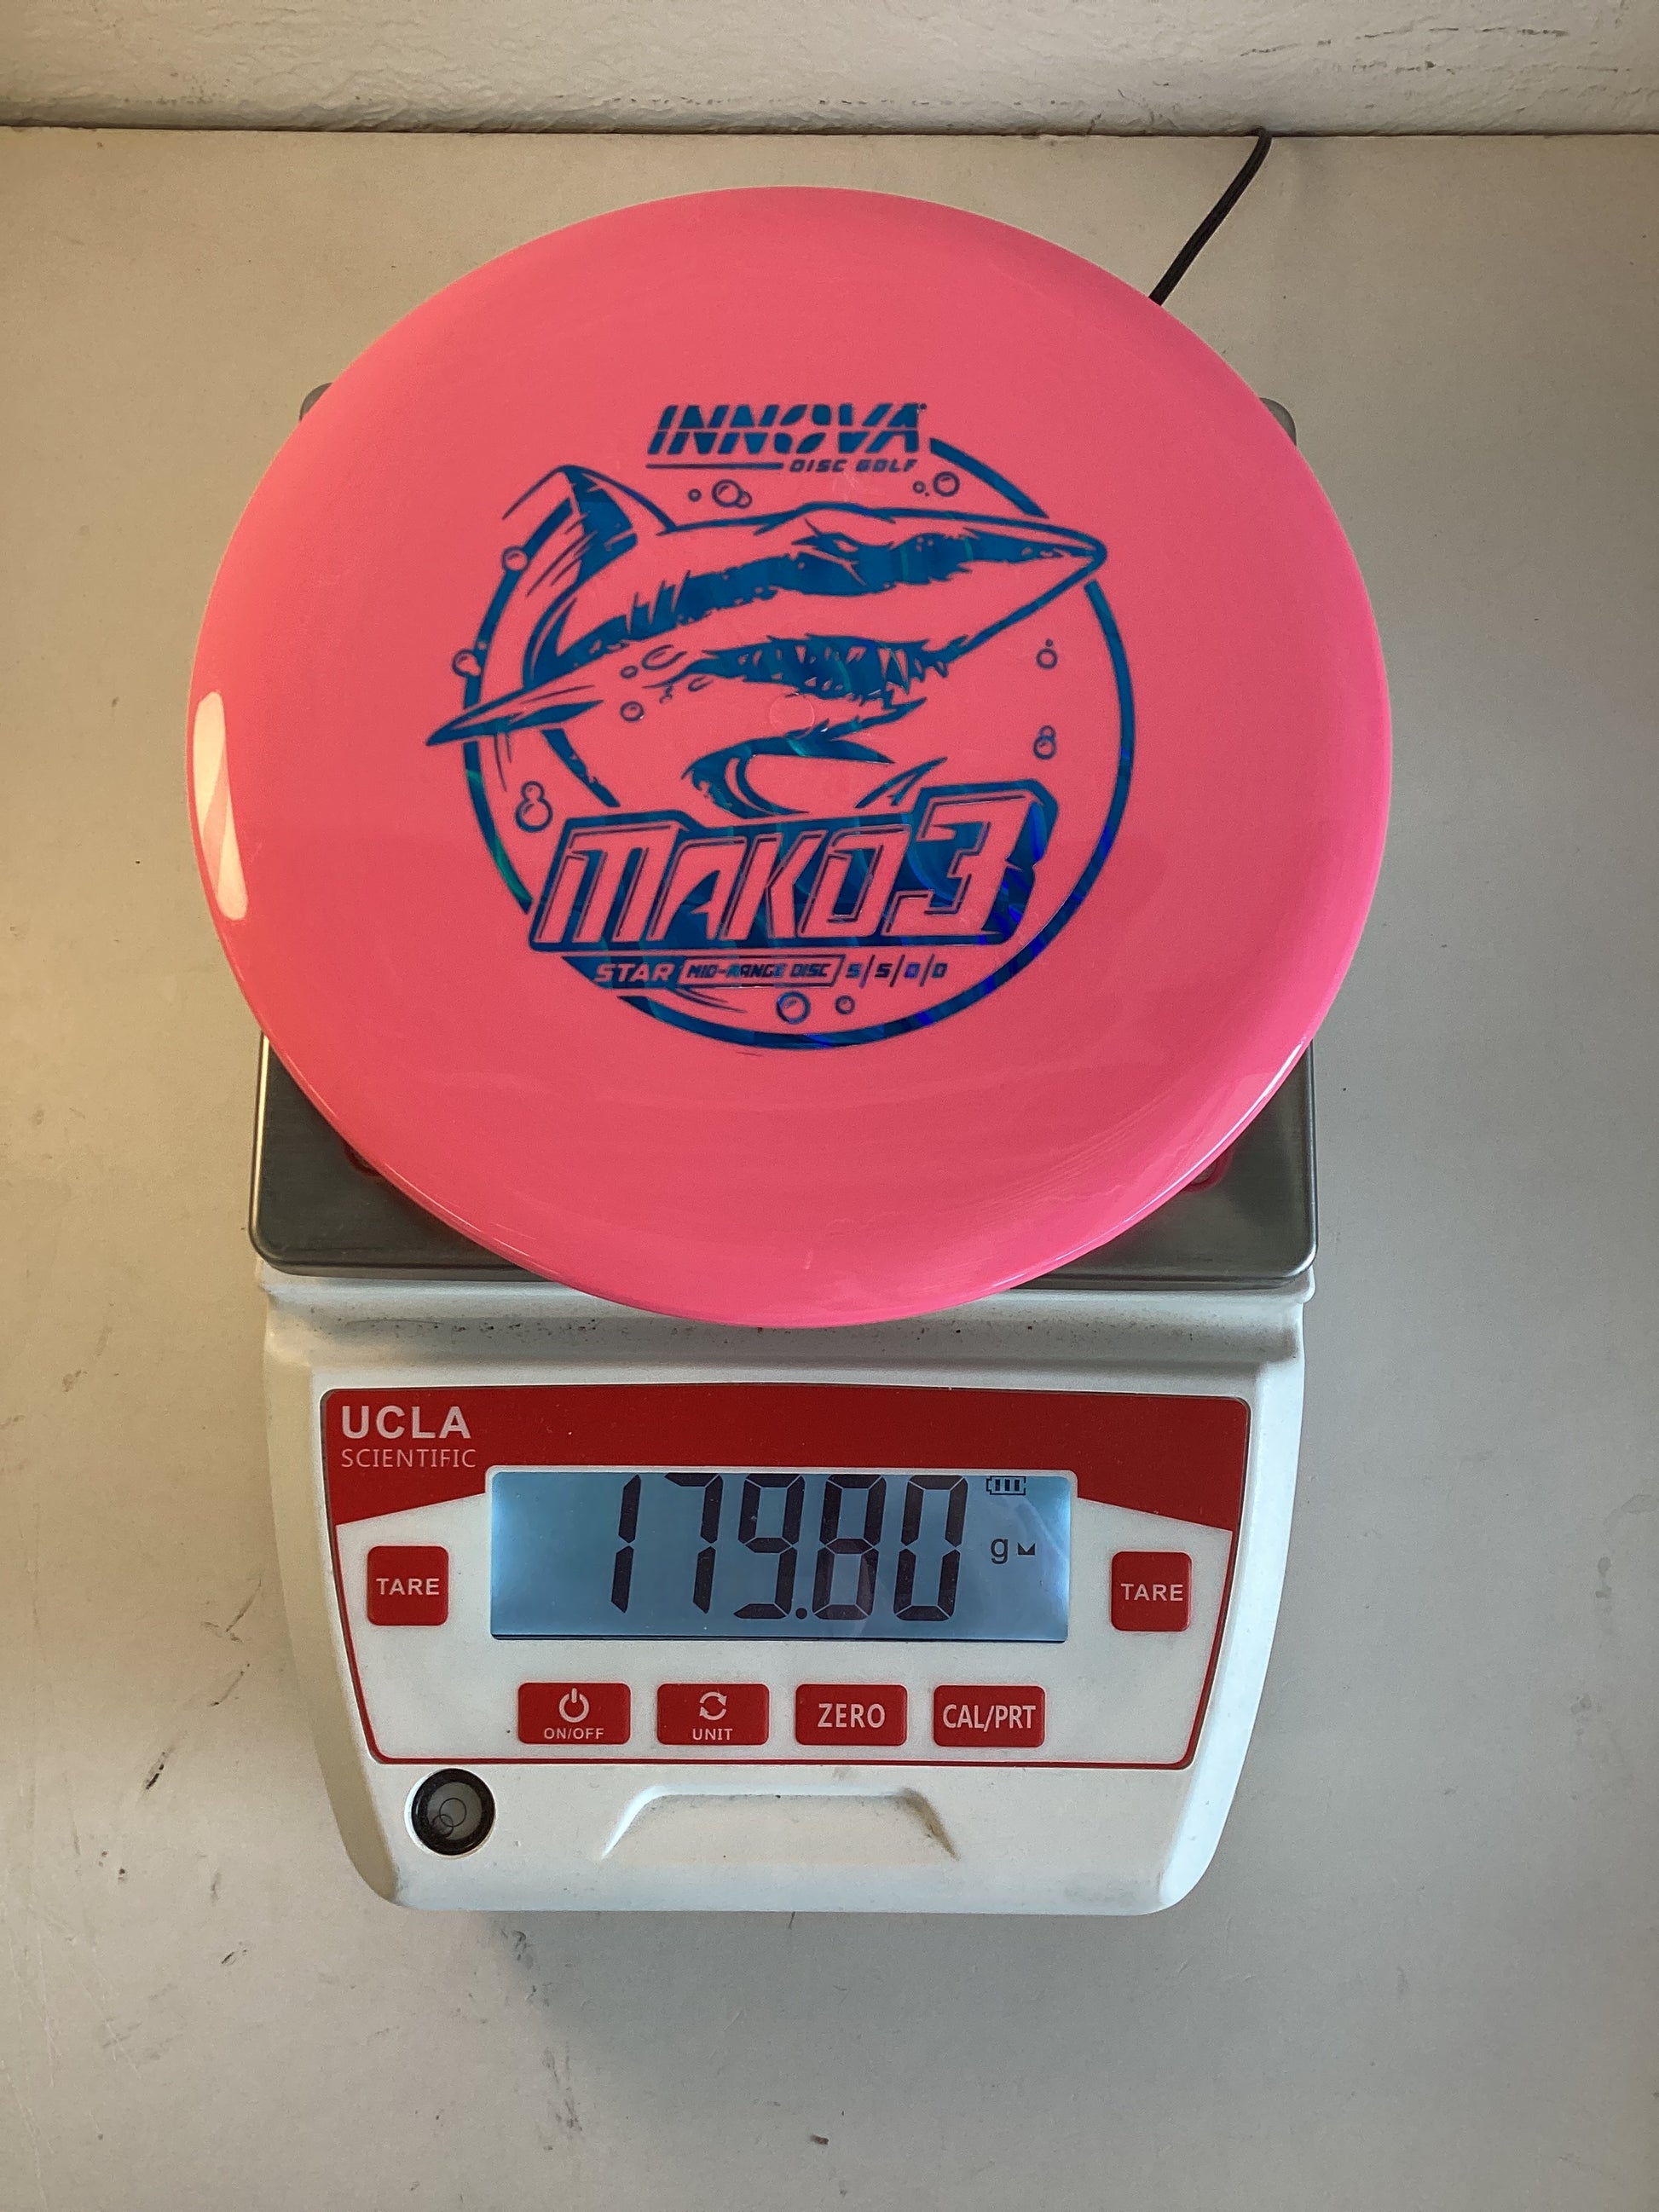 INNOVA
DISC GOLF
MAKO3
STAR MID-RANGE DISC 5/5/0/0
UCLA
SCIENTIFIC
179.80 g
TARE
TARE
ON/OFF
UNIT
ZERO
CAL/PRT